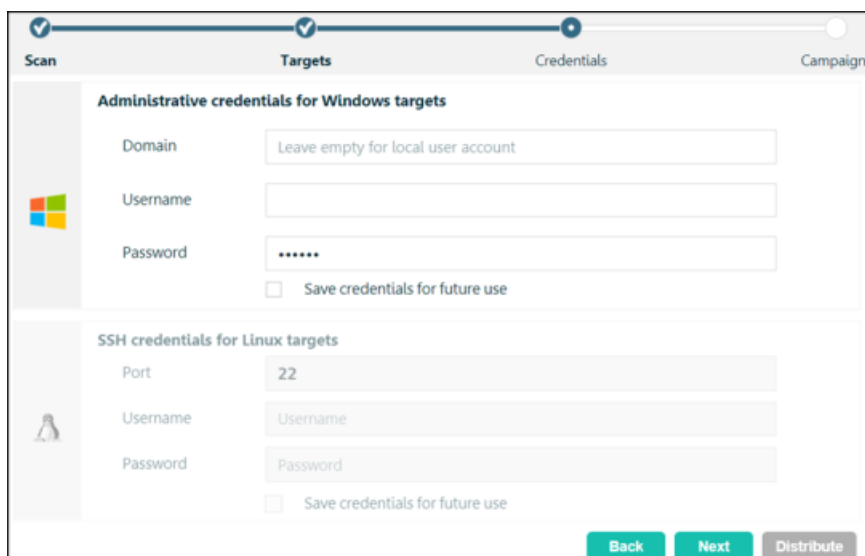 Scan Targets Credentials Campaign
Administrative credentials for Windows targets
Domain Leave empty for local user account
Username
Password ••••••
Save credentials for future use
SSH credentials for Linux targets
Port 22
Username Username
Password Password
Save credentials for future use
Back Next Distribute